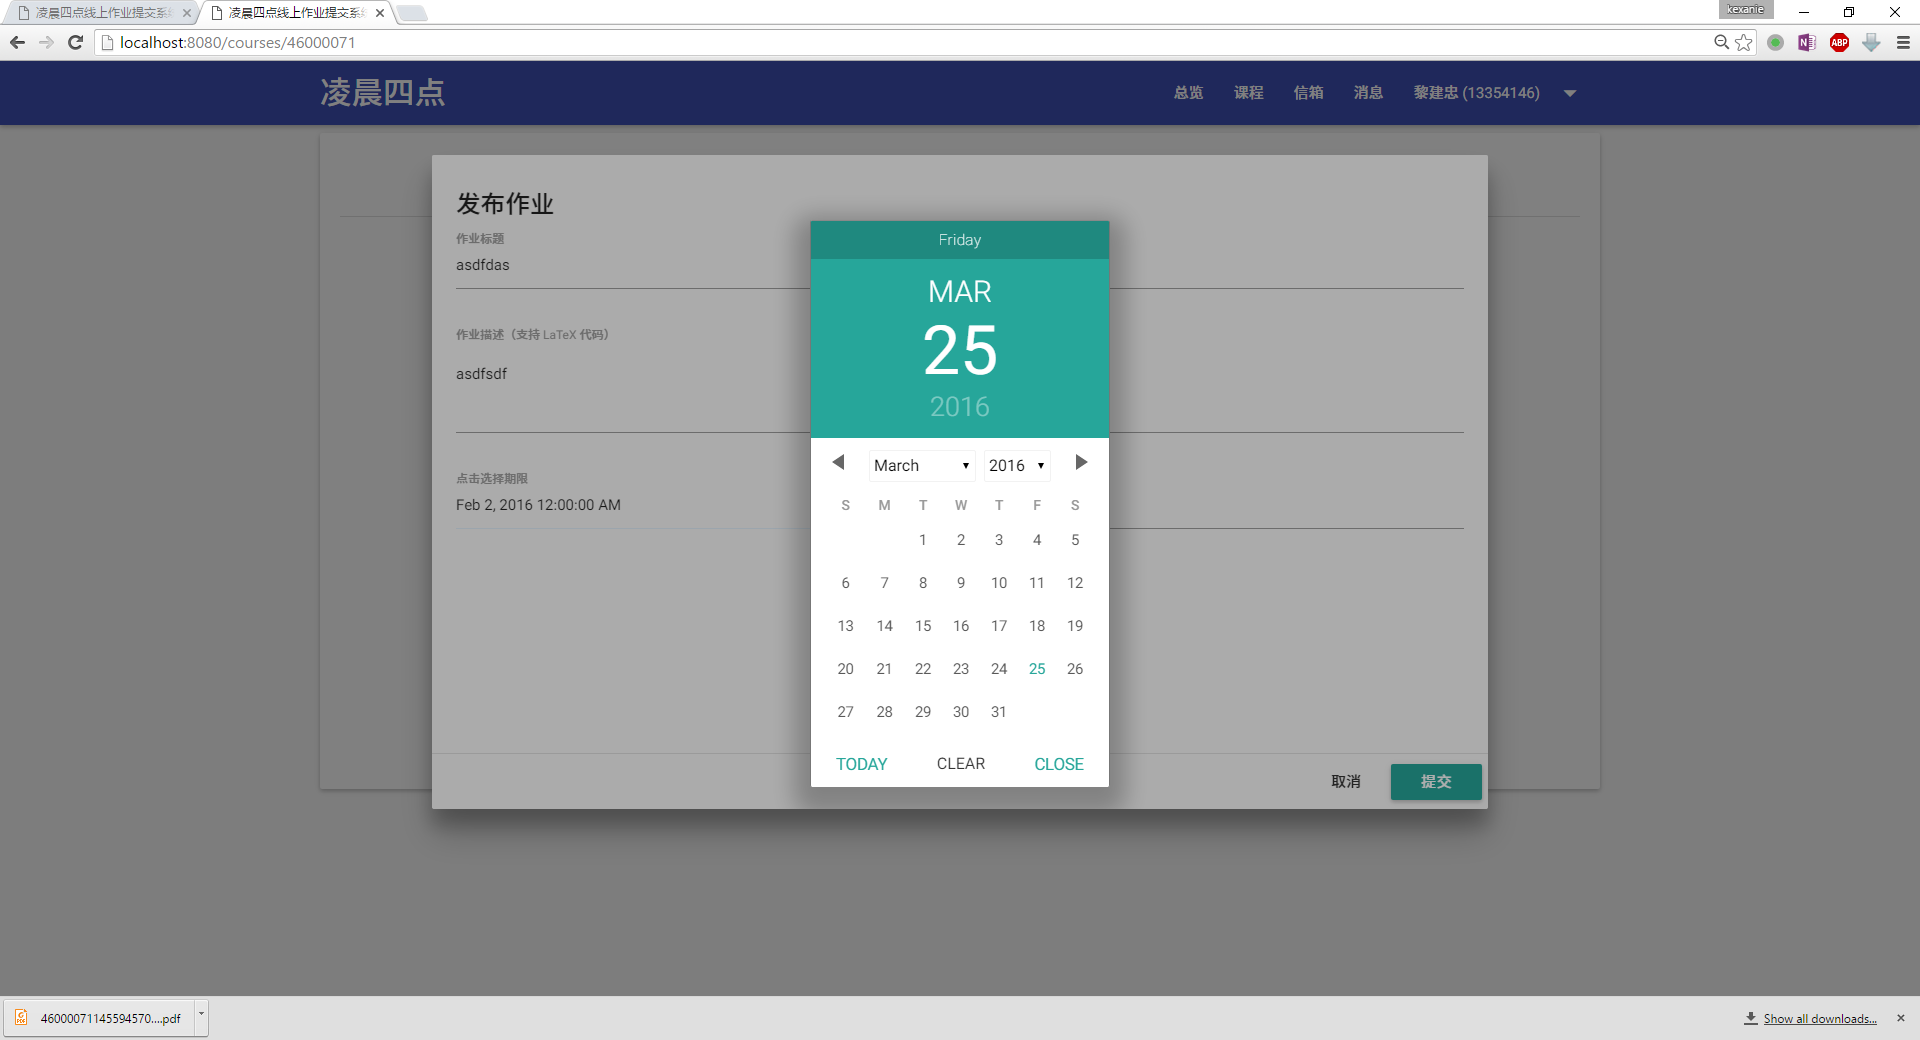 凌晨四点线上作业提交系
凌晨四点线上作业提交系
kexanie
localhost:8080/courses/46000071
ABP
凌晨四点
总览 课程 信箱 消息 黎建忠 (13354146)
发布作业
作业标题
asdfdas
作业描述（支持 LaTeX 代码）
asdfsdf
点击选择期限
Feb 2, 2016 12:00:00 AM
Friday
MAR
25
2016
March 2016
S M T W T F S
1 2 3 4 5
6 7 8 9 10 11 12
13 14 15 16 17 18 19
20 21 22 23 24 25 26
27 28 29 30 31
TODAY CLEAR CLOSE
取消 提交
46000071145594570....pdf
Show all downloads...